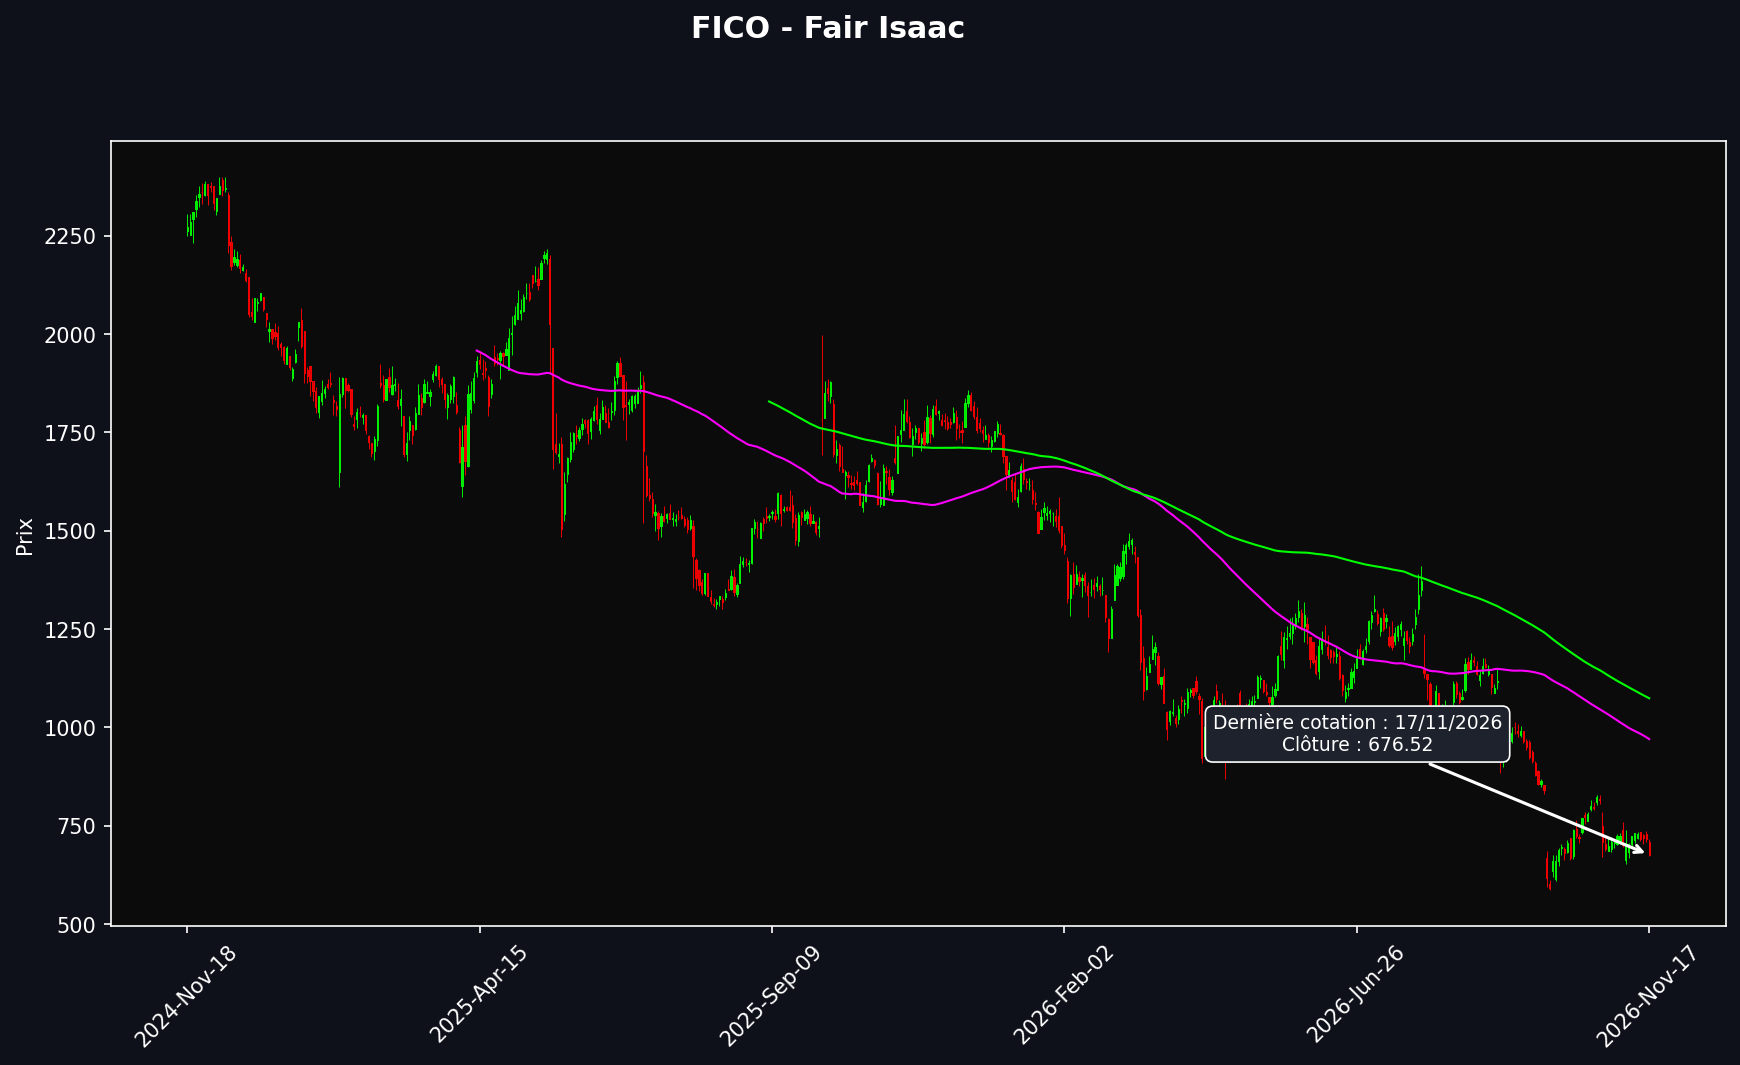 FICO - Fair Isaac
Prix
2250
2000
1750
1500
1250
1000
750
500
Dernière cotation : 17/11/2026
Clôture : 676.52
2024-Nov-18
2025-Apr-15
2025-Sep-09
2026-Feb-02
2026-Jun-26
2026-Nov-17